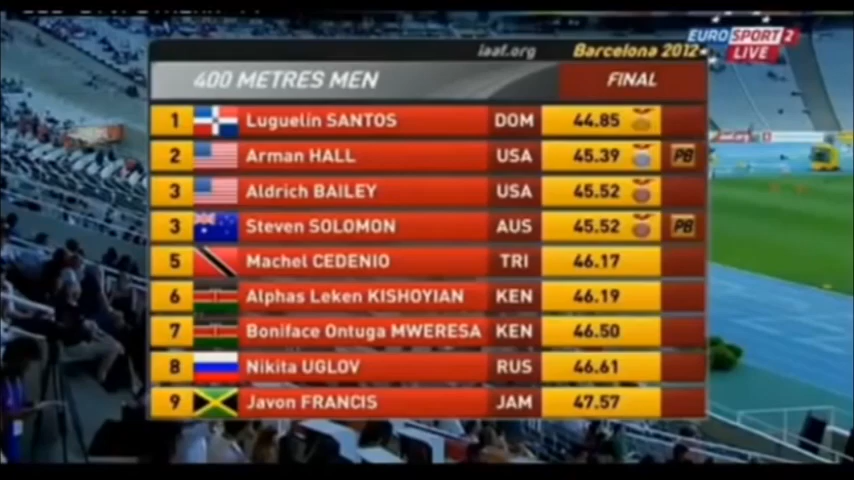 iaaf.org Barcelona 2012
EUROSPORT 2
LIVE
400 METRES MEN FINAL
1 Luguelín SANTOS DOM 44.85
2 Arman HALL USA 45.39 PB
3 Aldrich BAILEY USA 45.52
3 Steven SOLOMON AUS 45.52 PB
5 Machel CEDENIO TRI 46.17
6 Alphas Leken KISHOYIAN KEN 46.19
7 Boniface Ontuga MWERESA KEN 46.50
8 Nikita UGLOV RUS 46.61
9 Javon FRANCIS JAM 47.57